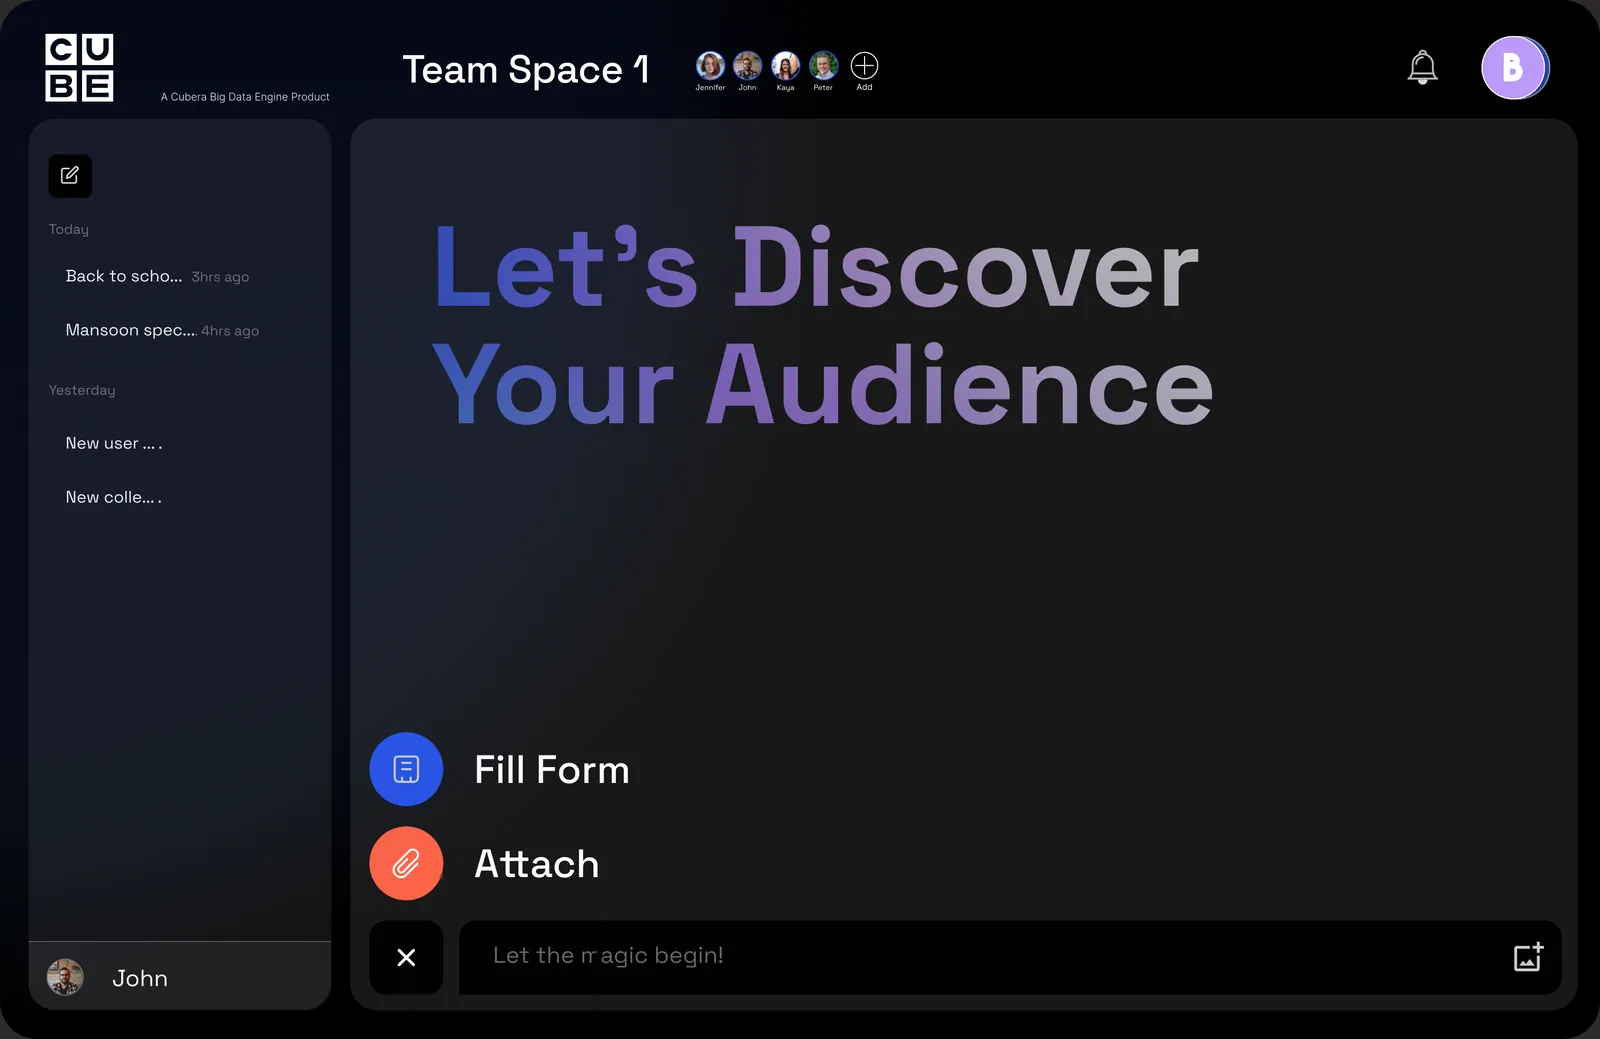 CU
BE
A Cubera Big Data Engine Product
Team Space 1
Jennifer
John
Kaya
Peter
Add
B
Today
Back to scho... 3hrs ago
Mansoon spec.... 4hrs ago
Yesterday
New user ... .
New colle... .
Let's Discover
Your Audience
Fill Form
Attach
Let the magic begin!
John